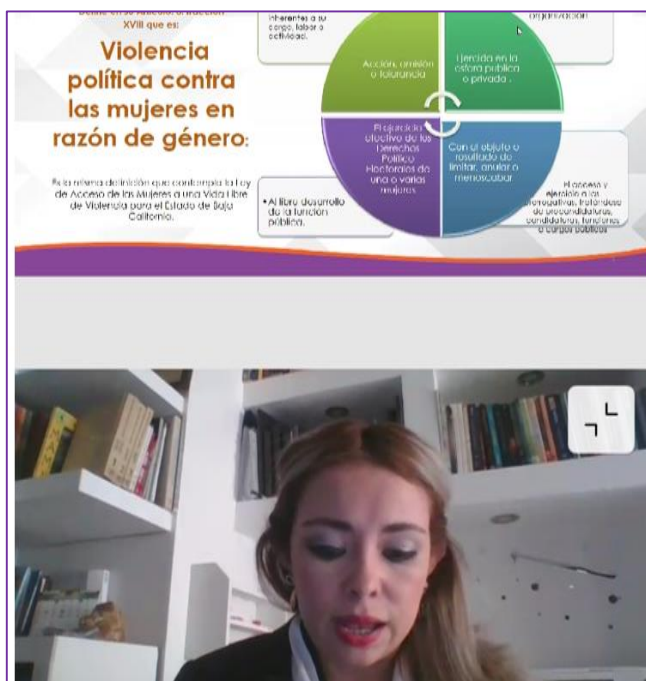 XVIII que es:
Violencia
política contra
las mujeres en
razón de género:
Es la misma definición que contempla la Ley
de Acceso de las Mujeres a una Vida Libre
de Violencia para el Estado de Baja
California.
inherentes a su
cargo, labor o
actividad.
organización
Acción, omisión
o tolerancia
Ejercida en la
esfera pública
o privada .
El ejercicio
efectivo de los
Derechos
Político
Electorales de
una o varias
mujeres
Con el objeto o
resultado de
limitar, anular o
menoscabar
• Al libre desarrollo
de la función
pública.
El acceso y
ejercicio a las
prerrogativas, tratándose
de precandidaturas,
candidaturas, funciones
o cargos públicos